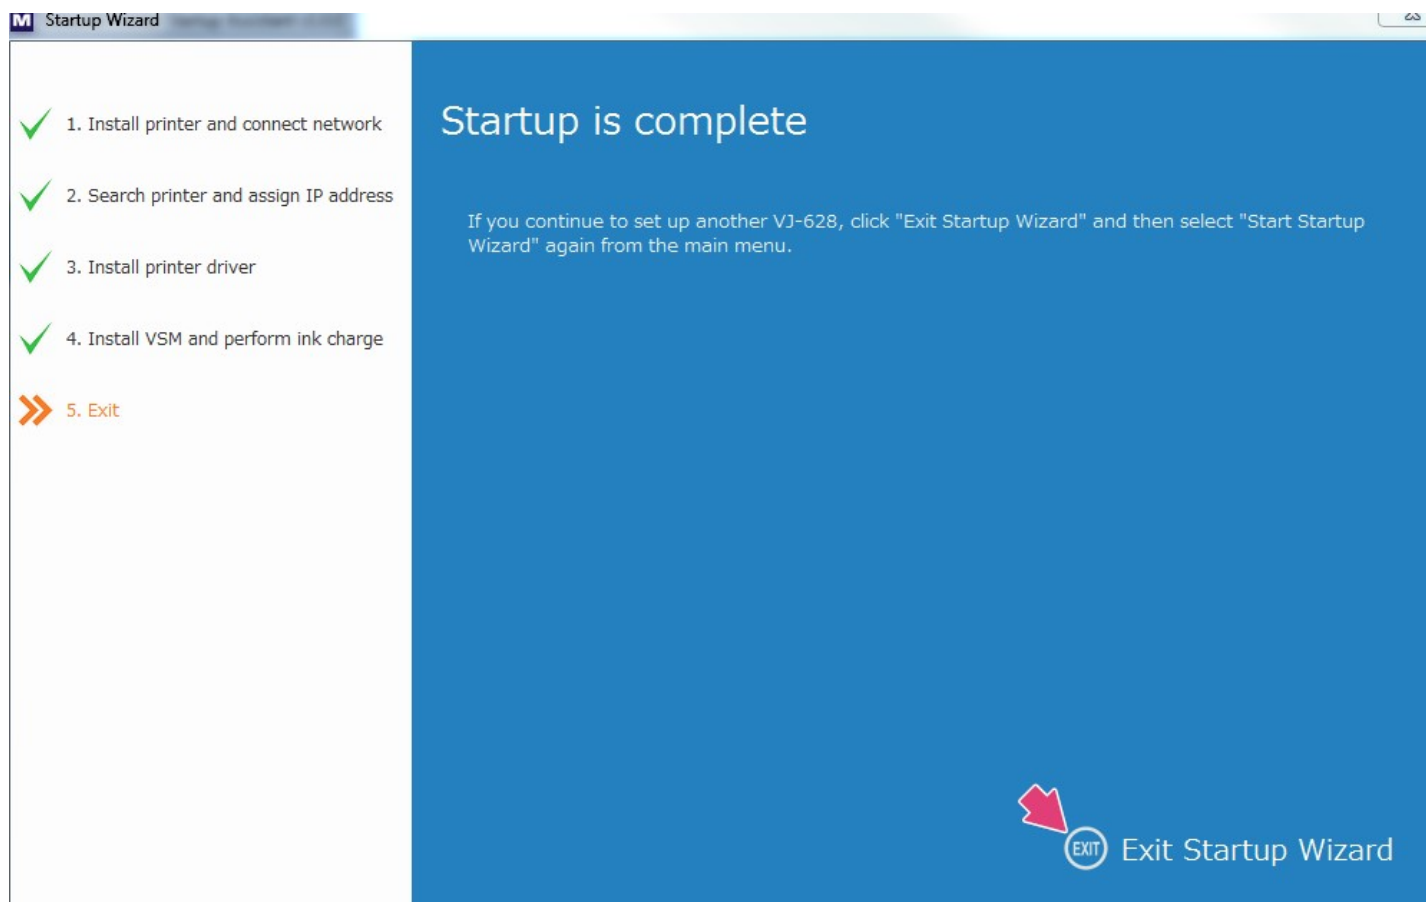 M Startup Wizard
1. Install printer and connect network
2. Search printer and assign IP address
3. Install printer driver
4. Install VSM and perform ink charge
5. Exit
Startup is complete
If you continue to set up another VJ-628, click "Exit Startup Wizard" and then select "Start Startup
Wizard" again from the main menu.
EXIT Exit Startup Wizard